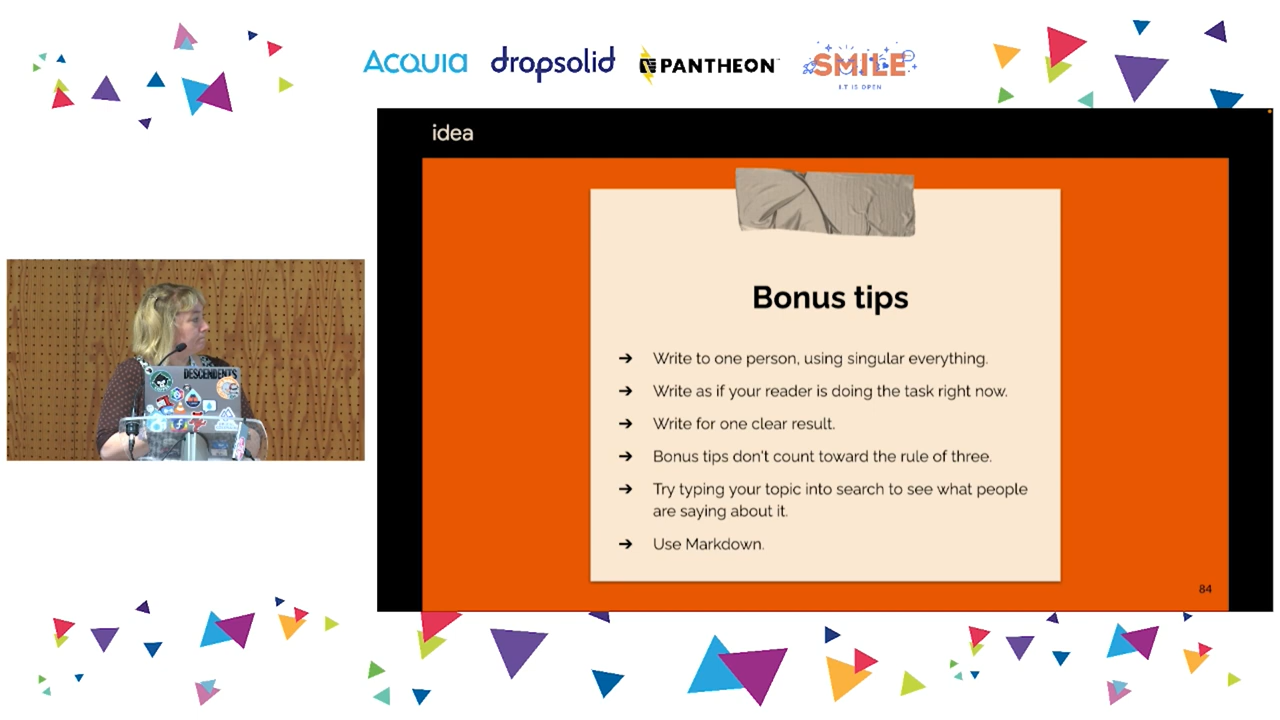 Acquia
dropsolid
PANTHEON
SMILE
I.T IS OPEN
idea
Bonus tips
➔ Write to one person, using singular everything.
➔ Write as if your reader is doing the task right now.
➔ Write for one clear result.
➔ Bonus tips don't count toward the rule of three.
➔ Try typing your topic into search to see what people
are saying about it.
➔ Use Markdown.
84
DESCENDENTS